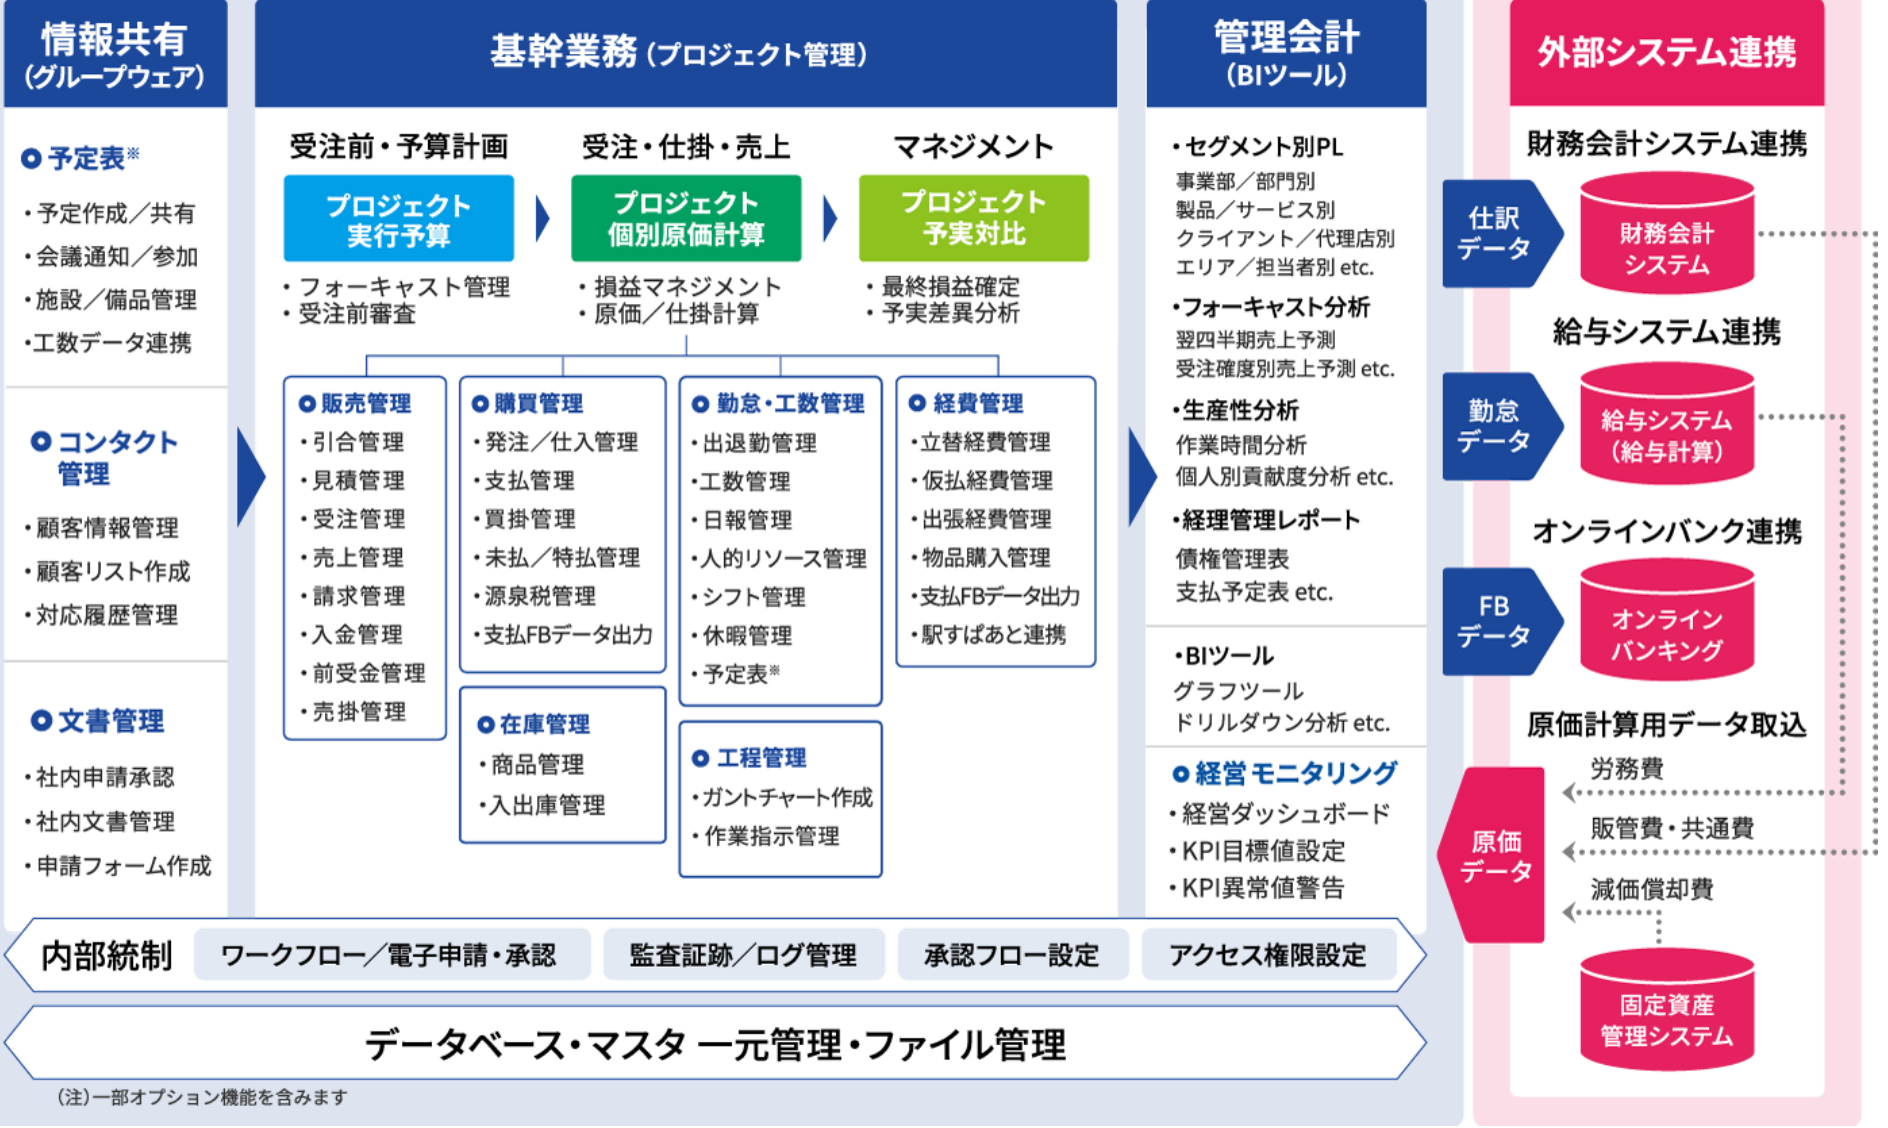 情報共有
(グループウェア)
予定表※
・予定作成／共有
・会議通知／参加
・施設／備品管理
・工数データ連携
コンタクト
管理
・顧客情報管理
・顧客リスト作成
・対応履歴管理
文書管理
・社内申請承認
・社内文書管理
・申請フォーム作成
基幹業務(プロジェクト管理)
受注前・予算計画
プロジェクト
実行予算
・フォーキャスト管理
・受注前審査
受注・仕掛・売上
プロジェクト
個別原価計算
・損益マネジメント
・原価／仕掛計算
マネジメント
プロジェクト
予実対比
・最終損益確定
・予実差異分析
販売管理
・引合管理
・見積管理
・受注管理
・売上管理
・請求管理
・入金管理
・前受金管理
・売掛管理
購買管理
・発注／仕入管理
・支払管理
・買掛管理
・未払／特払管理
・源泉税管理
・支払FBデータ出力
在庫管理
・商品管理
・入出庫管理
勤怠・工数管理
・出退勤管理
・工数管理
・日報管理
・人的リソース管理
・シフト管理
・休暇管理
・予定表※
工程管理
・ガントチャート作成
・作業指示管理
経費管理
・立替経費管理
・仮払経費管理
・出張経費管理
・物品購入管理
・支払FBデータ出力
・駅すぱあと連携
管理会計
(BIツール)
・セグメント別PL
事業部／部門別
製品／サービス別
クライアント／代理店別
エリア／担当者別 etc.
・フォーキャスト分析
翌四半期売上予測
受注確度別売上予測 etc.
・生産性分析
作業時間分析
個人別貢献度分析 etc.
・経理管理レポート
債権管理表
支払予定表 etc.
・BIツール
グラフツール
ドリルダウン分析 etc.
経営モニタリング
・経営ダッシュボード
・KPI目標値設定
・KPI異常値警告
外部システム連携
財務会計システム連携
仕訳
データ
財務会計
システム
給与システム連携
勤怠
データ
給与システム
(給与計算)
オンラインバンク連携
FB
データ
オンライン
バンキング
原価計算用データ取込
原価
データ
労務費
販管費・共通費
減価償却費
固定資産
管理システム
内部統制
ワークフロー／電子申請・承認
監査証跡／ログ管理
承認フロー設定
アクセス権限設定
データベース・マスタ 一元管理・ファイル管理
(注)一部オプション機能を含みます